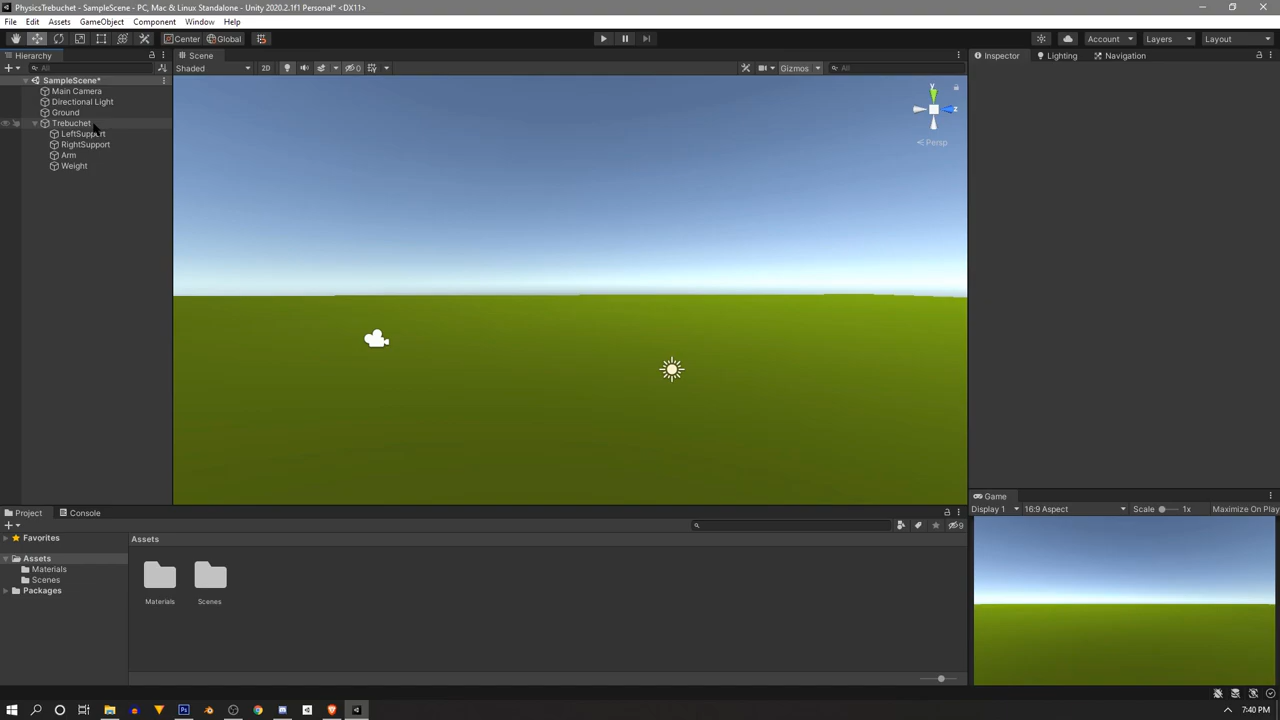 PhysicsTrebuchet - SampleScene - PC, Mac & Linux Standalone - Unity 2020.2.1f1 Personal* <DX11>
File Edit Assets GameObject Component Window Help
Center Global Account Layers Layout
Hierarchy Scene Inspector Lighting Navigation
All Shaded 2D 0 Gizmos All
SampleScene*
Main Camera
Directional Light
Ground
Trebuchet
LeftSupport
RightSupport
Arm
Weight
y
z
Persp
Game
Display 1 16:9 Aspect Scale 1x Maximize On Play
Project Console
9
Favorites
Assets
Materials
Scenes
Packages
Assets
Materials Scenes
7:40 PM